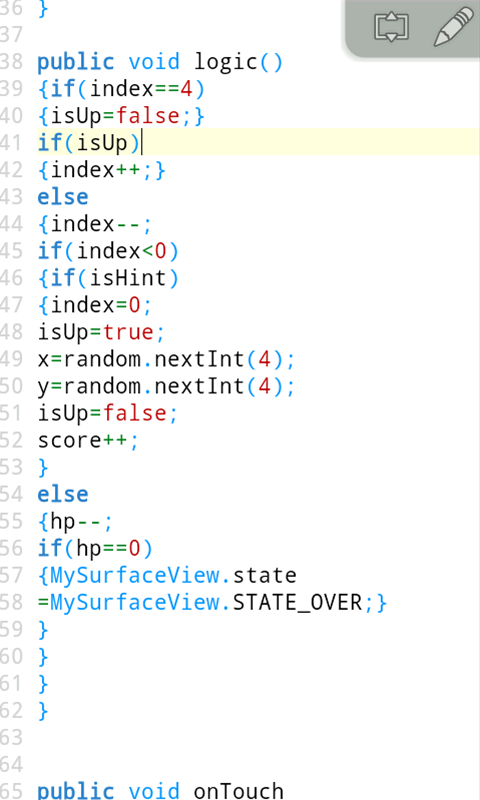 36 }
37
38 public void logic()
39 {if(index==4)
40 {isUp=false;}
41 if(isUp)
42 {index++;}
43 else
44 {index--;
45 if(index<0)
46 {if(isHint)
47 {index=0;
48 isUp=true;
49 x=random.nextInt(4);
50 y=random.nextInt(4);
51 isUp=false;
52 score++;
53 }
54 else
55 {hp--;
56 if(hp==0)
57 {MySurfaceView.state
58 =MySurfaceView.STATE_OVER;}
59 }
60 }
61 }
62 }
63
64
65 public void onTouch